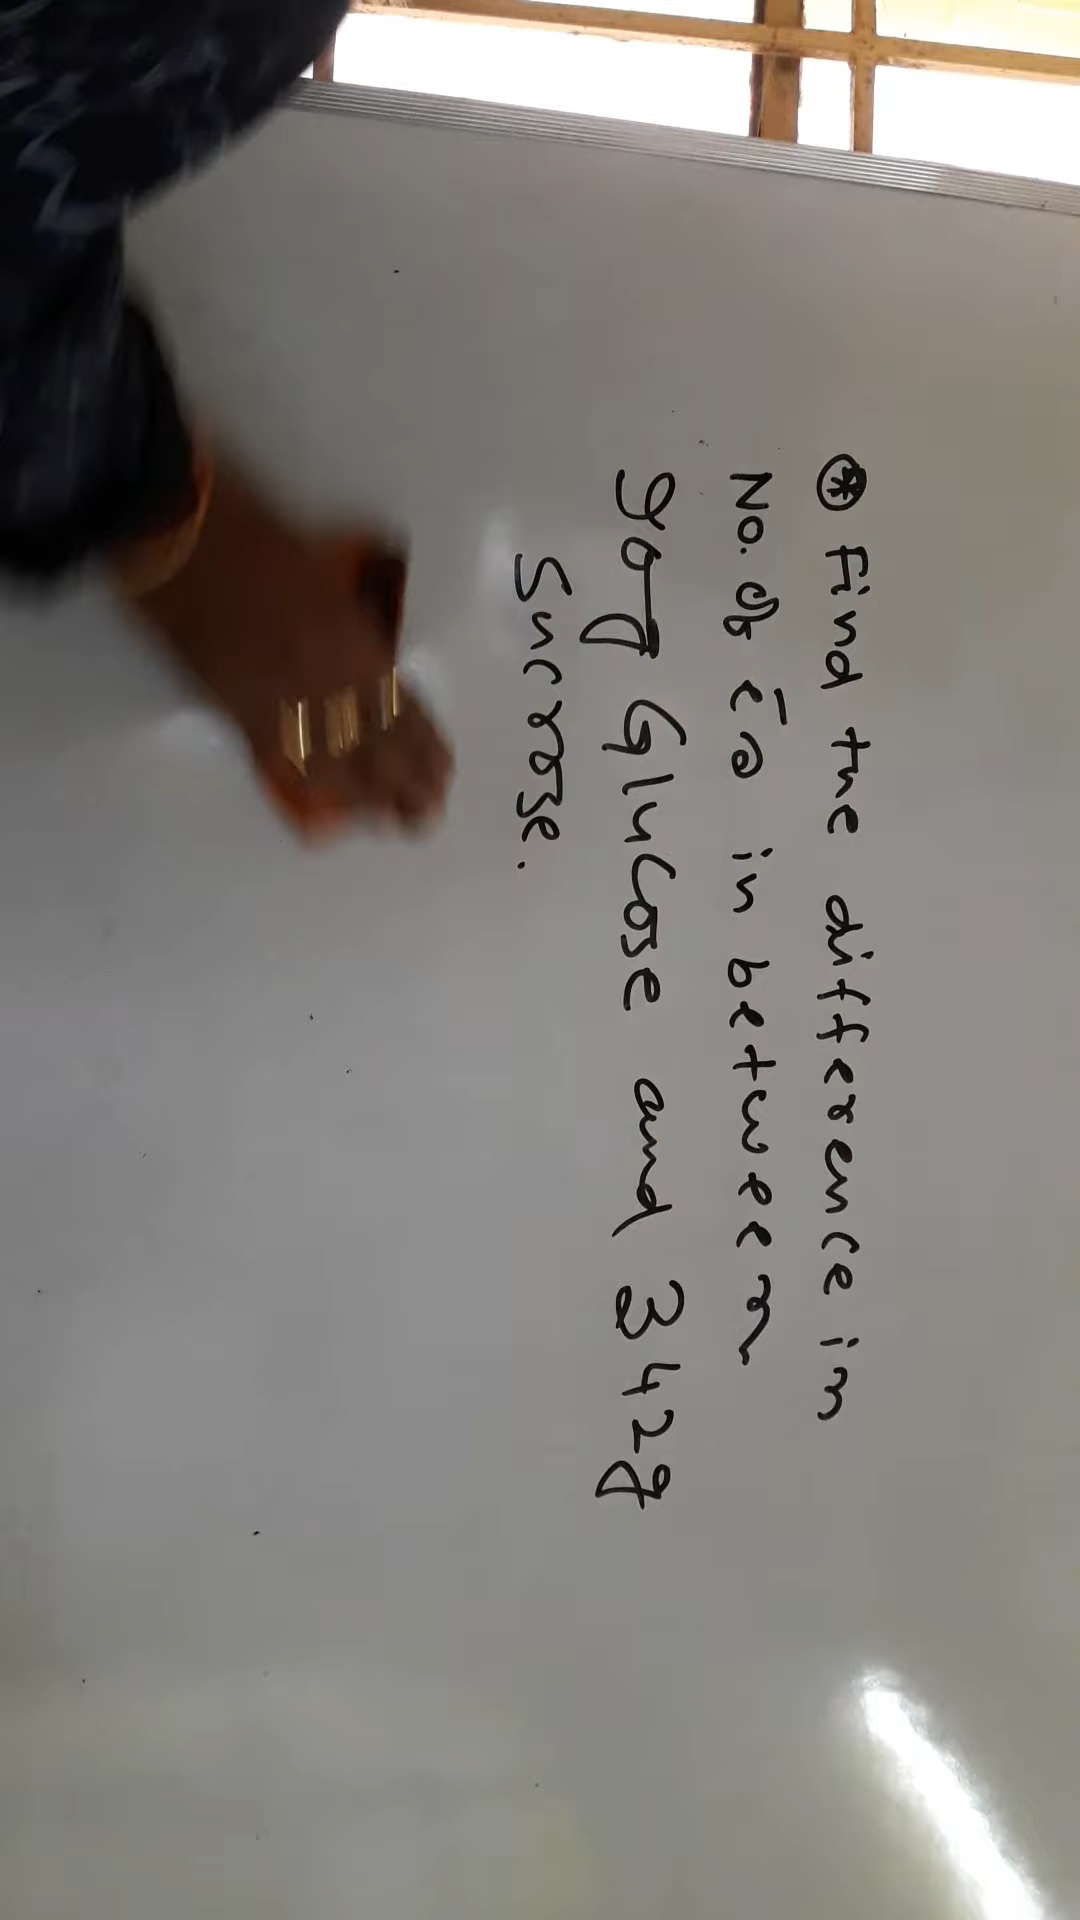 ⊛ Find the difference in
No. of e̅s in between
90g Glucose and 342g
Sucrose.